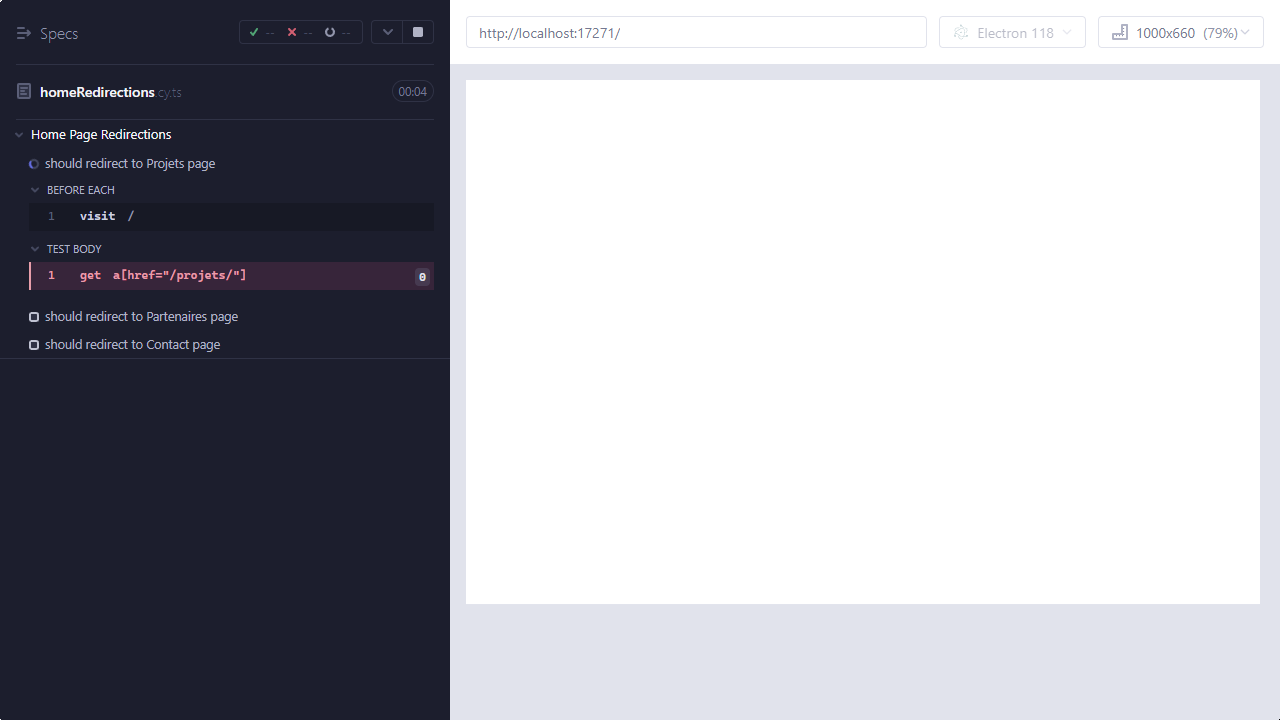 Specs
-- -- --
homeRedirections.cy.ts 00:04
Home Page Redirections
should redirect to Projets page
BEFORE EACH
1 visit /
TEST BODY
1 get a[href="/projets/"] 0
should redirect to Partenaires page
should redirect to Contact page
http://localhost:17271/
Electron 118
1000x660 (79%)